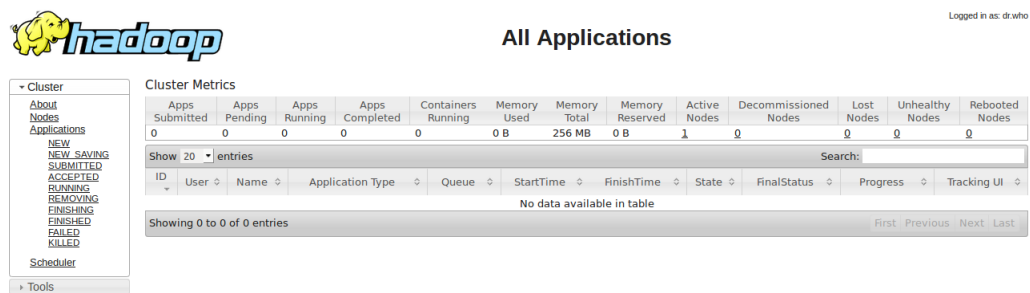 Logged in as: dr.who
hadoop
All Applications
Cluster
About
Nodes
Applications
NEW
NEW_SAVING
SUBMITTED
ACCEPTED
RUNNING
REMOVING
FINISHING
FINISHED
FAILED
KILLED
Scheduler
Tools
Cluster Metrics
Apps Submitted Apps Pending Apps Running Apps Completed Containers Running Memory Used Memory Total Memory Reserved Active Nodes Decommissioned Nodes Lost Nodes Unhealthy Nodes Rebooted Nodes
0 0 0 0 0 0 B 256 MB 0 B 1 0 0 0 0
Show 20 entries Search:
ID User Name Application Type Queue StartTime FinishTime State FinalStatus Progress Tracking UI
No data available in table
Showing 0 to 0 of 0 entries First Previous Next Last